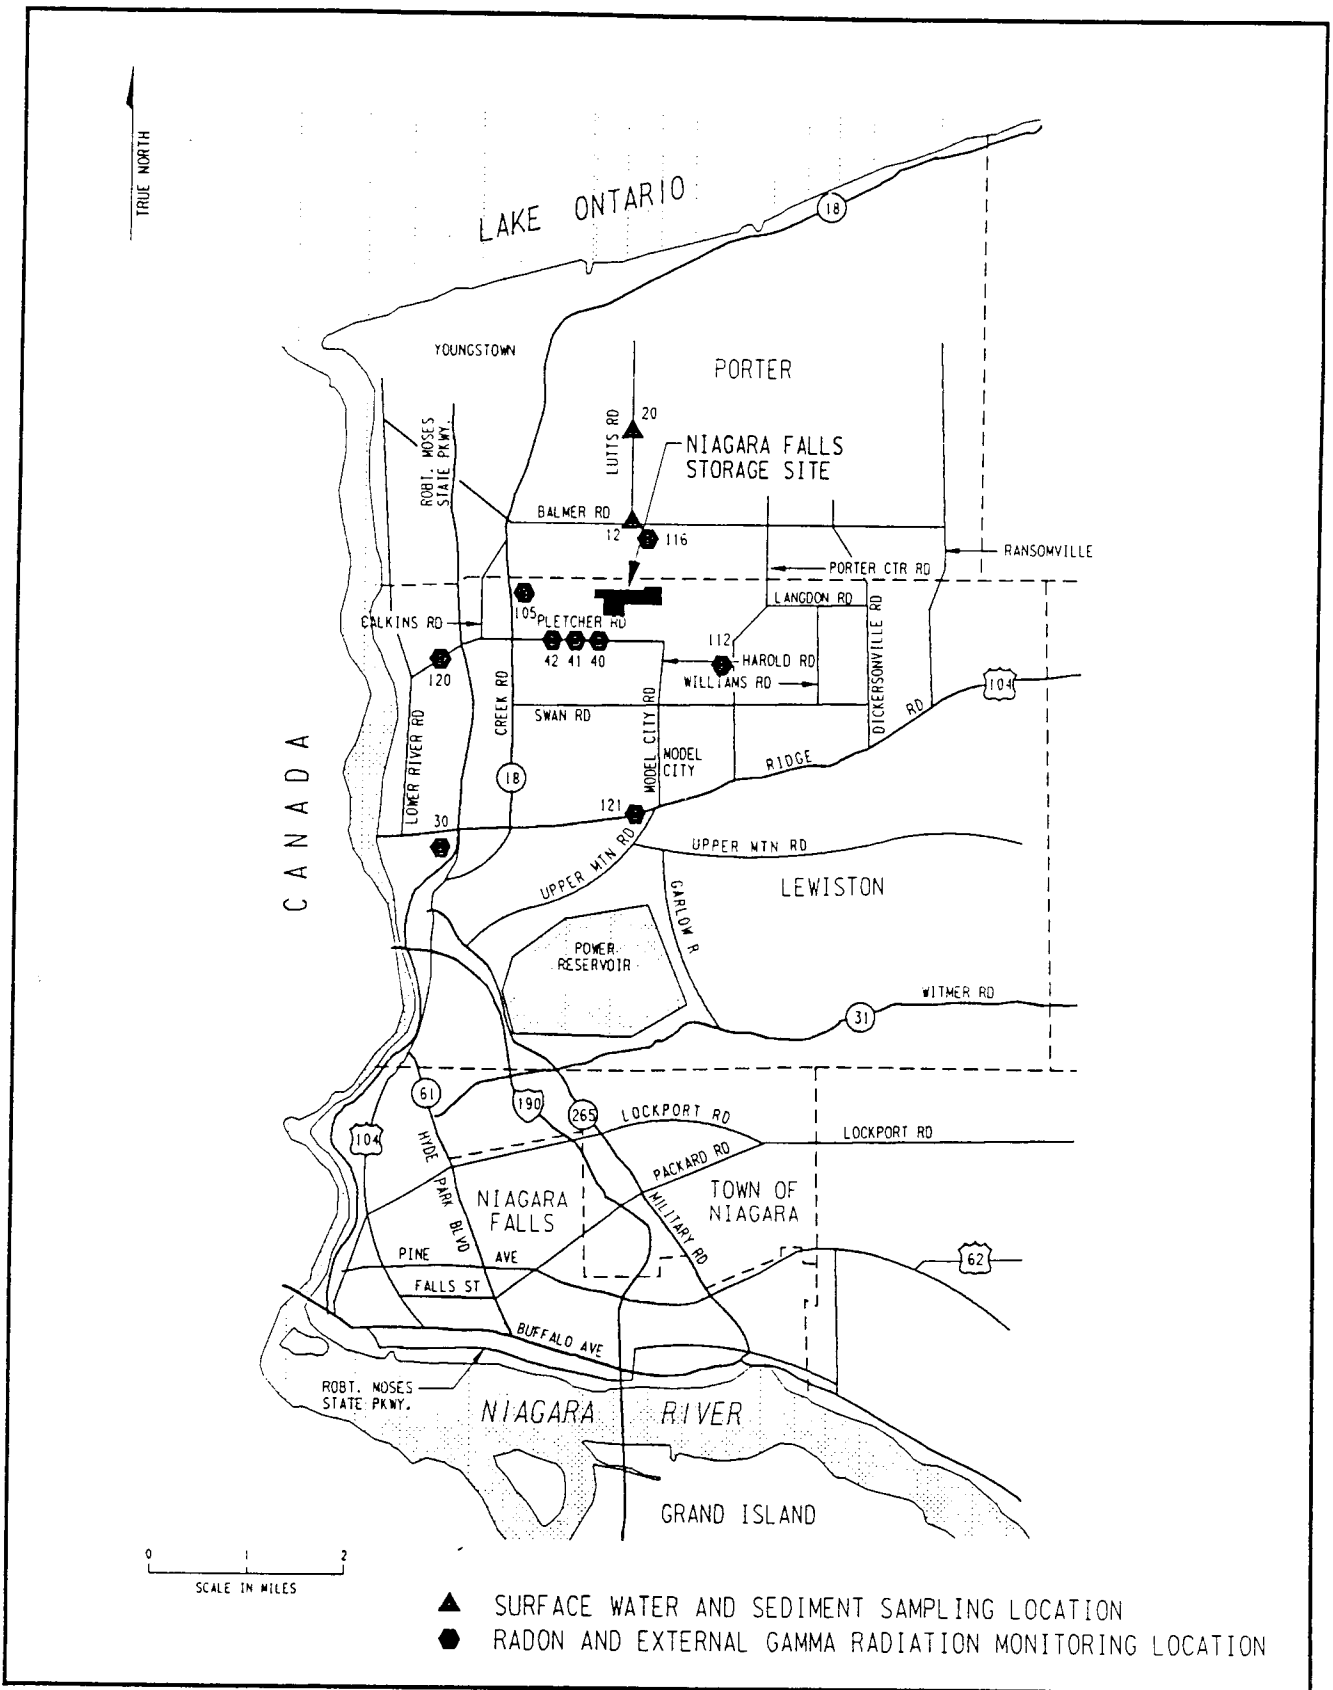 TRUE NORTH
LAKE ONTARIO
18
YOUNGSTOWN
PORTER
ROBT. MOSES
STATE PKWY.
LUTTS RD
20
NIAGARA FALLS
STORAGE SITE
BALMER RD
12
116
RANSOMVILLE
PORTER CTR RD
LANGDON RD
105
PLETCHER RD
CALKINS RD
112
42
41
40
120
HAROLD RD
WILLIAMS RD
DICKERSONVILLE RD
104
CREEK RD
SWAN RD
MODEL CITY RD
MODEL
CITY
RIDGE RD
LOWER RIVER RD
18
CANADA
30
121
UPPER MTN RD
UPPER MTN RD
LEWISTON
GARLOW R
POWER
RESERVOIR
WITMER RD
31
61
190
265
LOCKPORT RD
LOCKPORT RD
104
HYDE PARK BLVD
PACKARD RD
NIAGARA
FALLS
TOWN OF
NIAGARA
MILITARY RD
PINE AVE
62
FALLS ST
BUFFALO AVE
ROBT. MOSES
STATE PKWY.
NIAGARA RIVER
GRAND ISLAND
0 1 2
SCALE IN MILES
SURFACE WATER AND SEDIMENT SAMPLING LOCATION
RADON AND EXTERNAL GAMMA RADIATION MONITORING LOCATION